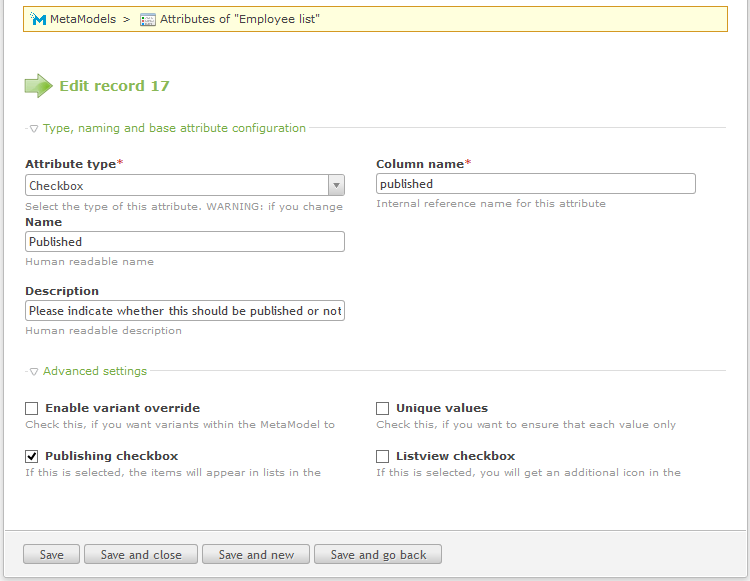 MetaModels > Attributes of "Employee list"
Edit record 17
Type, naming and base attribute configuration
Attribute type*
Checkbox
Select the type of this attribute. WARNING: if you change
Column name*
published
Internal reference name for this attribute
Name
Published
Human readable name
Description
Please indicate whether this should be published or not
Human readable description
Advanced settings
Enable variant override
Check this, if you want variants within the MetaModel to
Unique values
Check this, if you want to ensure that each value only
Publishing checkbox
If this is selected, the items will appear in lists in the
Listview checkbox
If this is selected, you will get an additional icon in the
Save Save and close Save and new Save and go back